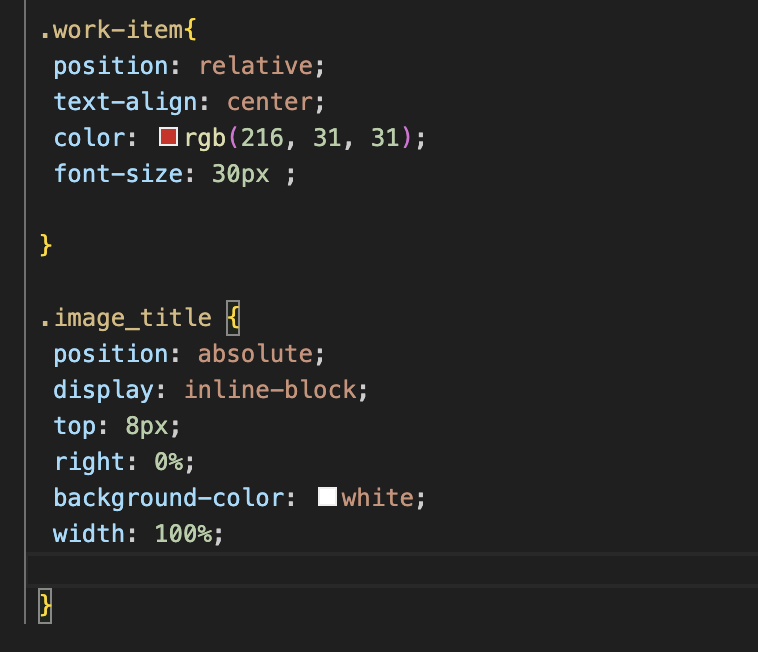 .work-item{
position: relative;
text-align: center;
color: rgb(216, 31, 31);
font-size: 30px ;
}
.image_title {
position: absolute;
display: inline-block;
top: 8px;
right: 0%;
background-color: white;
width: 100%;
}